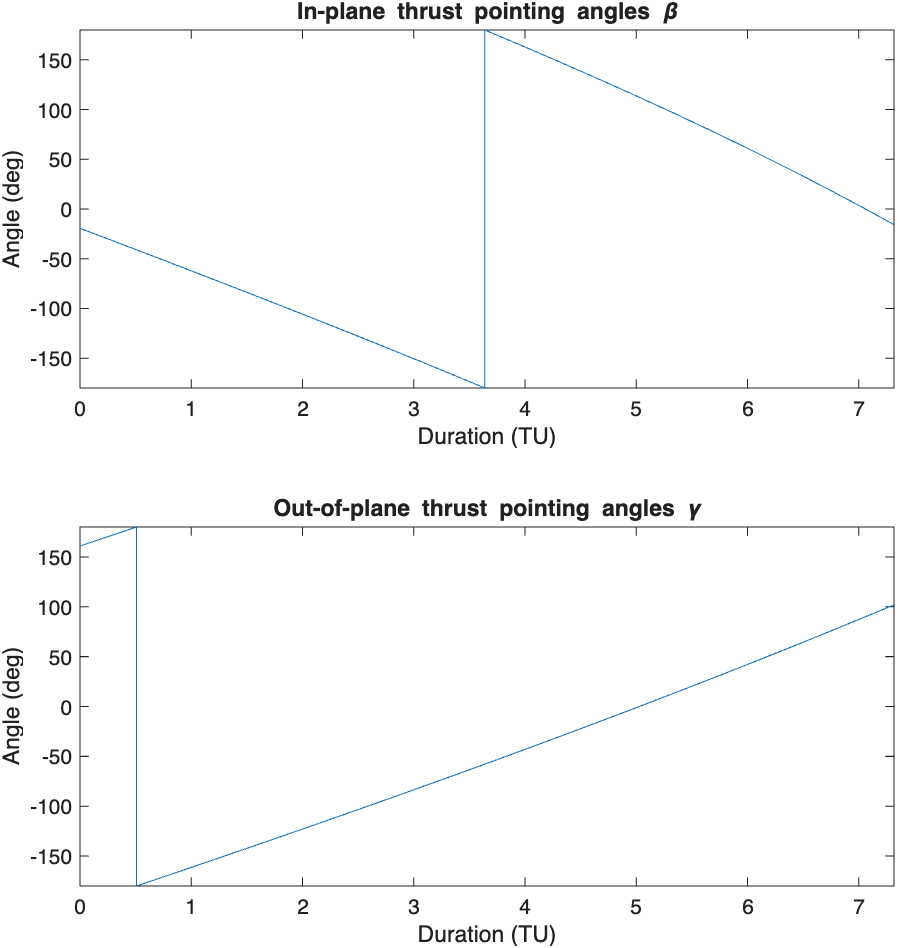 In-plane thrust pointing angles β
Angle (deg)
150
100
50
0
-50
-100
-150
0 1 2 3 4 5 6 7
Duration (TU)
Out-of-plane thrust pointing angles γ
Angle (deg)
150
100
50
0
-50
-100
-150
0 1 2 3 4 5 6 7
Duration (TU)